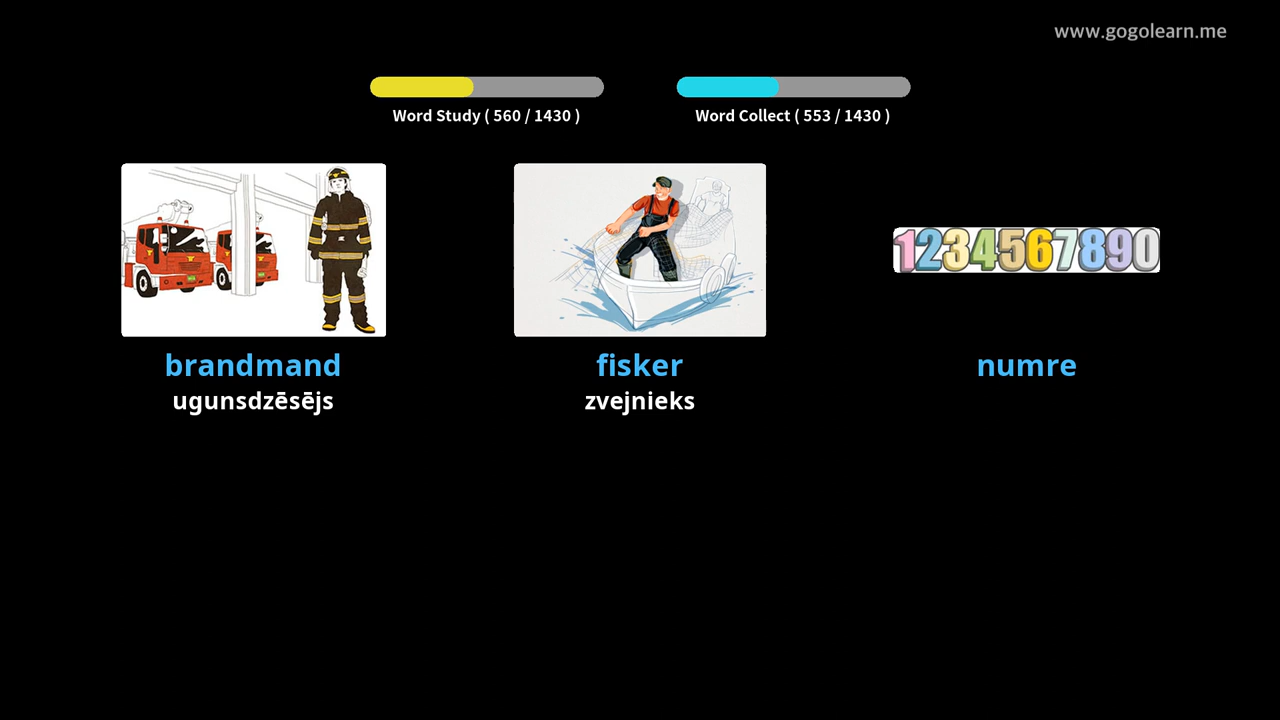 www.gogolearn.me
Word Study ( 560 / 1430 )
Word Collect ( 553 / 1430 )
1234567890
brandmand
fisker
numre
ugunsdzēsējs
zvejnieks